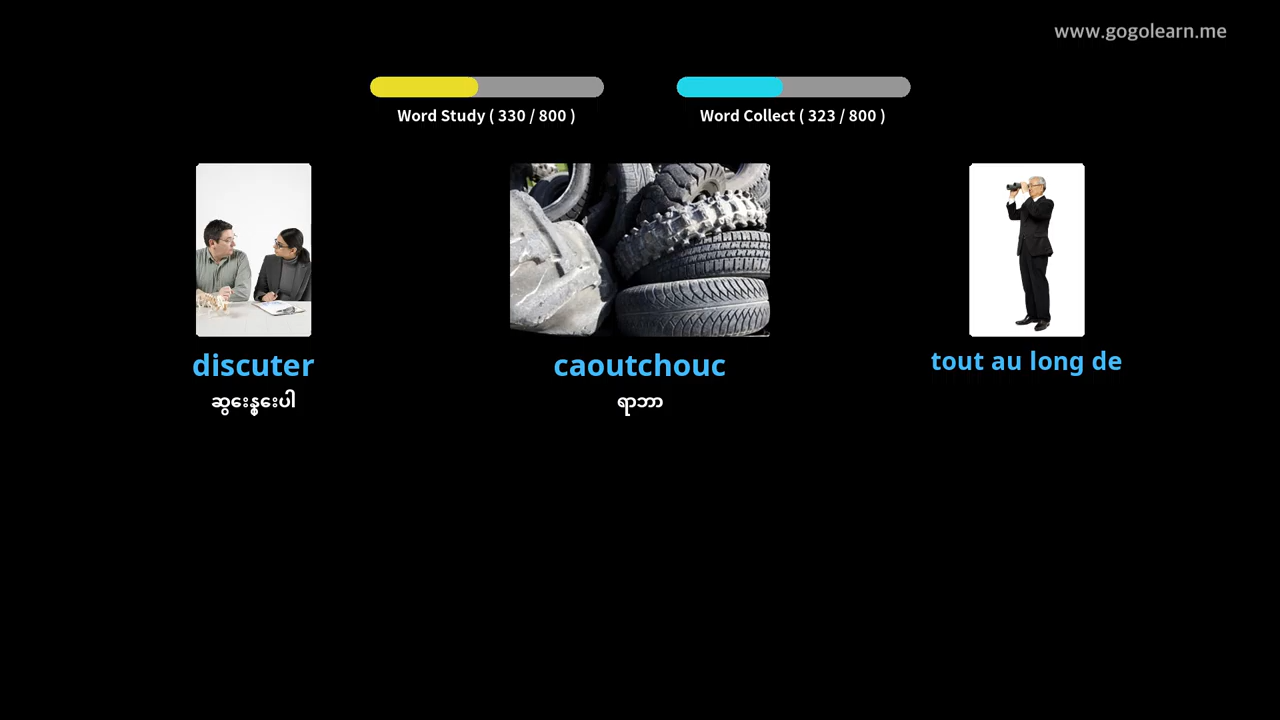 www.gogolearn.me
Word Study ( 330 / 800 )
Word Collect ( 323 / 800 )
discuter
caoutchouc
tout au long de
ဆွေးနွေးပါ
ရာဘာ